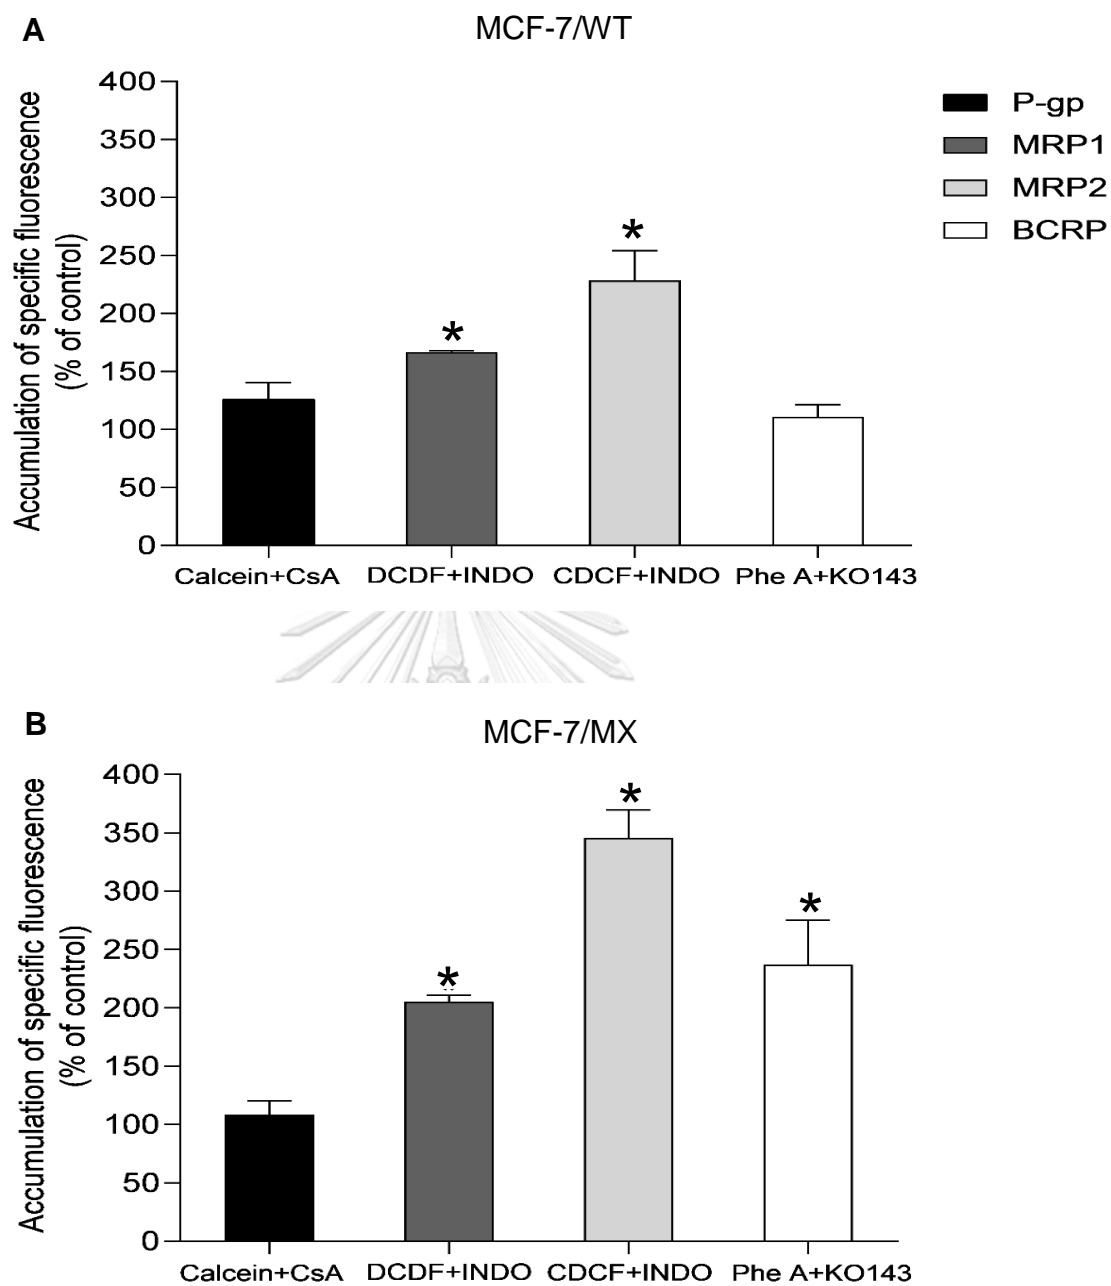 A
MCF-7/WT
Accumulation of specific fluorescence
(% of control)
400
350
300
250
200
150
100
50
0
*
*
Calcein+CsA
DCDF+INDO
CDCF+INDO
Phe A+KO143
P-gp
MRP1
MRP2
BCRP
B
MCF-7/MX
Accumulation of specific fluorescence
(% of control)
400
350
300
250
200
150
100
50
0
*
*
*
Calcein+CsA
DCDF+INDO
CDCF+INDO
Phe A+KO143